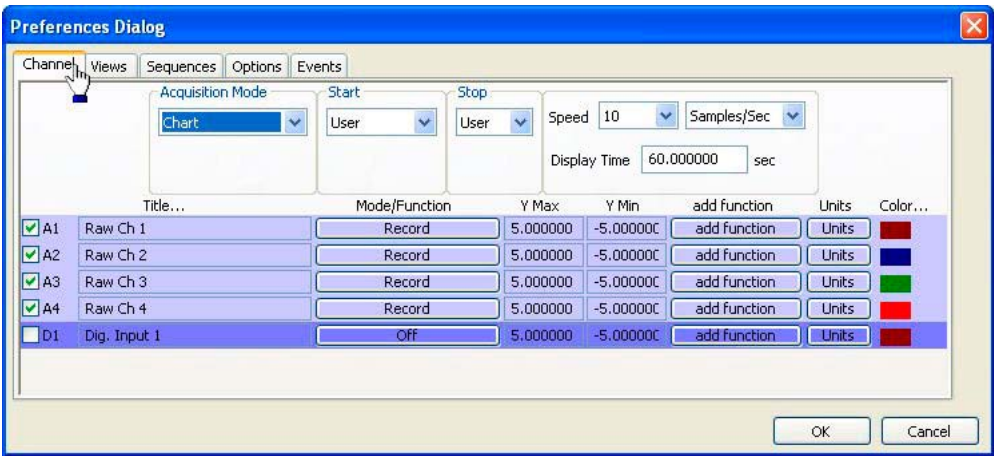 Preferences Dialog
Channel Views Sequences Options Events
Acquisition Mode Start Stop
Chart User User Speed 10 Samples/Sec
Display Time 60.000000 sec
Title... Mode/Function Y Max Y Min add function Units Color...
A1 Raw Ch 1 Record 5.000000 -5.00000C add function Units
A2 Raw Ch 2 Record 5.000000 -5.00000C add function Units
A3 Raw Ch 3 Record 5.000000 -5.00000C add function Units
A4 Raw Ch 4 Record 5.000000 -5.00000C add function Units
D1 Dig. Input 1 Off 5.000000 -5.00000C add function Units
OK Cancel